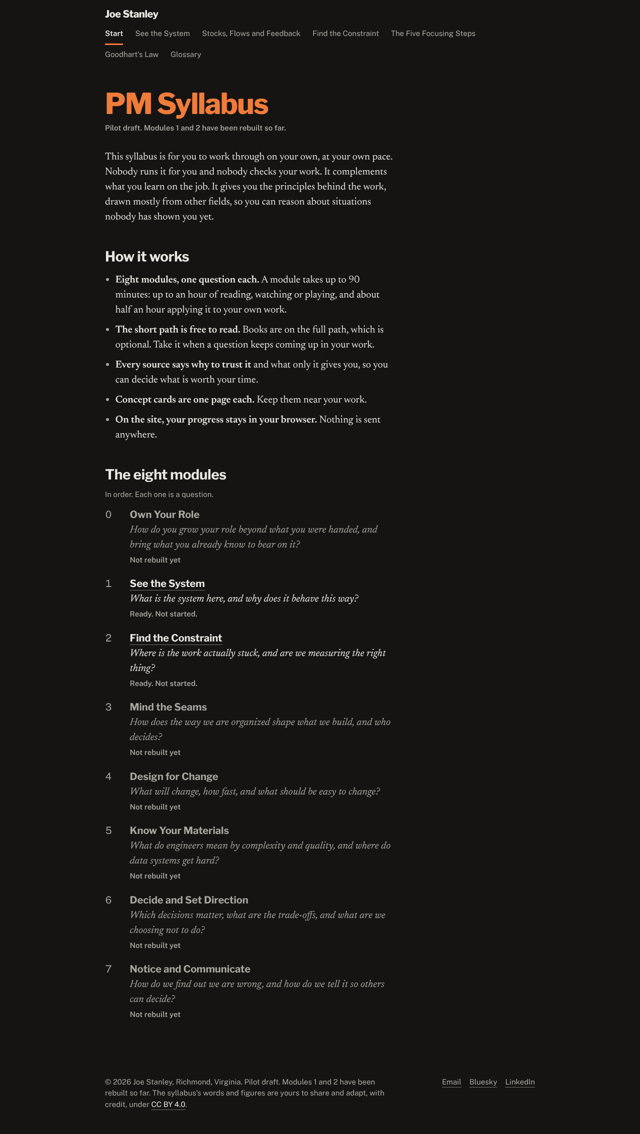 Joe Stanley
Start See the System Stocks, Flows and Feedback Find the Constraint The Five Focusing Steps
Goodhart's Law Glossary
PM Syllabus
Pilot draft. Modules 1 and 2 have been rebuilt so far.
This syllabus is for you to work through on your own, at your own pace.
Nobody runs it for you and nobody checks your work. It complements
what you learn on the job. It gives you the principles behind the work,
drawn mostly from other fields, so you can reason about situations
nobody has shown you yet.
How it works
• Eight modules, one question each. A module takes up to 90
minutes: up to an hour of reading, watching or playing, and about
half an hour applying it to your own work.
• The short path is free to read. Books are on the full path, which is
optional. Take it when a question keeps coming up in your work.
• Every source says why to trust it and what only it gives you, so you
can decide what is worth your time.
• Concept cards are one page each. Keep them near your work.
• On the site, your progress stays in your browser. Nothing is sent
anywhere.
The eight modules
In order. Each one is a question.
0 Own Your Role
How do you grow your role beyond what you were handed, and
bring what you already know to bear on it?
Not rebuilt yet
1 See the System
What is the system here, and why does it behave this way?
Ready. Not started.
2 Find the Constraint
Where is the work actually stuck, and are we measuring the right
thing?
Ready. Not started.
3 Mind the Seams
How does the way we are organized shape what we build, and who
decides?
Not rebuilt yet
4 Design for Change
What will change, how fast, and what should be easy to change?
Not rebuilt yet
5 Know Your Materials
What do engineers mean by complexity and quality, and where do
data systems get hard?
Not rebuilt yet
6 Decide and Set Direction
Which decisions matter, what are the trade-offs, and what are we
choosing not to do?
Not rebuilt yet
7 Notice and Communicate
How do we find out we are wrong, and how do we tell it so others
can decide?
Not rebuilt yet
© 2026 Joe Stanley, Richmond, Virginia. Pilot draft. Modules 1 and 2 have been
rebuilt so far. The syllabus's words and figures are yours to share and adapt, with
credit, under CC BY 4.0.
Email Bluesky LinkedIn